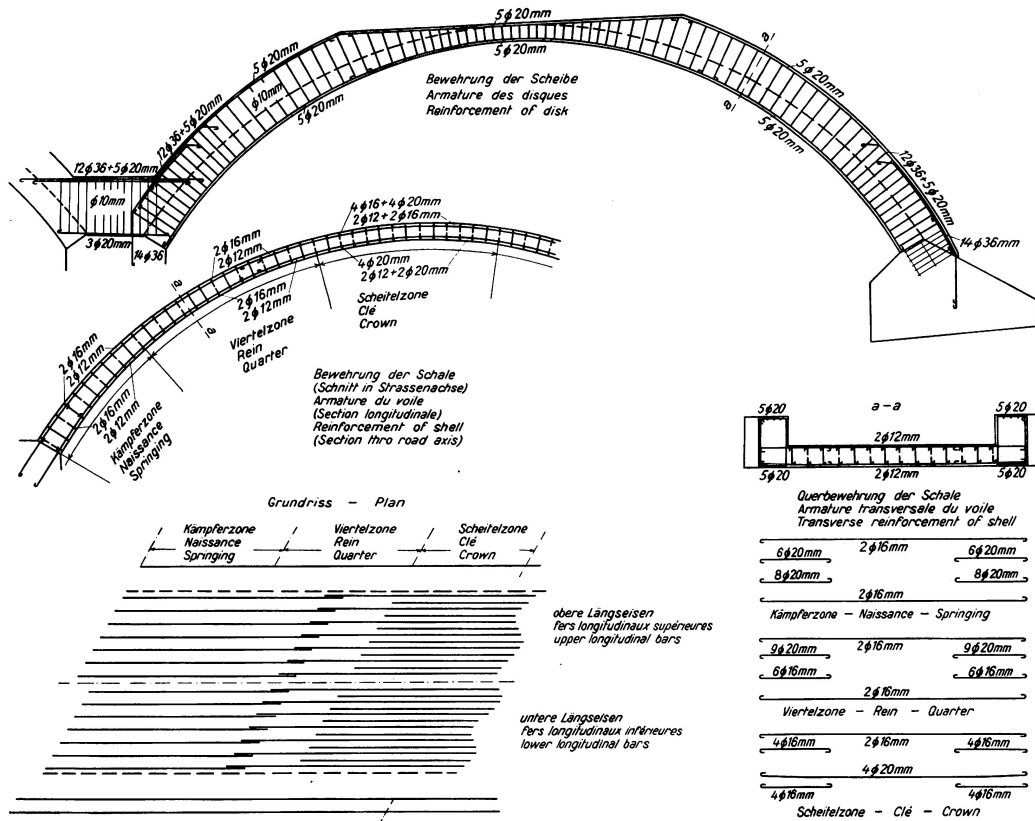 5ϕ20mm
5ϕ20mm
5ϕ20mm
ϕ10mm
5ϕ20mm
12ϕ36+5ϕ20mm
12ϕ36+5ϕ20mm
ϕ10mm
3ϕ20mm
14ϕ36
Bewehrung der Scheibe
Armature des disques
Reinforcement of disk
a
a
5ϕ20mm
5ϕ20mm
12ϕ36+5ϕ20mm
14ϕ36mm
4ϕ16+4ϕ20mm
2ϕ12+2ϕ16mm
2ϕ16mm
2ϕ12mm
4ϕ20mm
2ϕ12+2ϕ20mm
2ϕ16mm
2ϕ12mm
a
a
Scheitelzone
Clé
Crown
Viertelzone
Rein
Quarter
2ϕ16mm
2ϕ12mm
2ϕ16mm
2ϕ12mm
Kämpferzone
Naissance
Springing
Bewehrung der Schale
(Schnitt in Strassenachse)
Armature du voile
(Section longitudinale)
Reinforcement of shell
(Section thro road axis)
a-a
5ϕ20
5ϕ20
2ϕ12mm
5ϕ20
2ϕ12mm
5ϕ20
Querbewehrung der Schale
Armature transversale du voile
Transverse reinforcement of shell
2ϕ16mm
6ϕ20mm
6ϕ20mm
8ϕ20mm
8ϕ20mm
2ϕ16mm
Kämpferzone – Naissance – Springing
9ϕ20mm
2ϕ16mm
9ϕ20mm
6ϕ16mm
6ϕ16mm
2ϕ16mm
Viertelzone – Rein – Quarter
4ϕ16mm
2ϕ16mm
4ϕ16mm
4ϕ20mm
4ϕ16mm
4ϕ16mm
Scheitelzone – Clé – Crown
Grundriss – Plan
Kämpferzone
Naissance
Springing
Viertelzone
Rein
Quarter
Scheitelzone
Clé
Crown
obere Längseisen
fers longitudinaux supérieures
upper longitudinal bars
untere Längseisen
fers longitudinaux inférieures
lower longitudinal bars